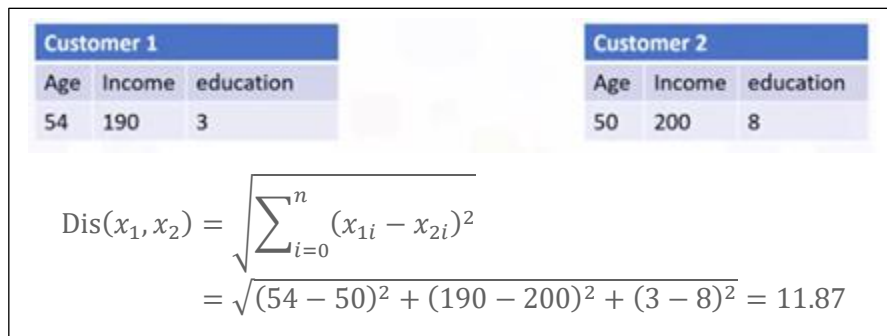 Customer 1
Age Income education
54 190 3
Customer 2
Age Income education
50 200 8
Dis(x₁, x₂) = √∑ⁿᵢ₌₀ (x₁ᵢ − x₂ᵢ)²
= √(54 − 50)² + (190 − 200)² + (3 − 8)² = 11.87